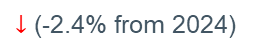 ↓ (-2.4% from 2024)